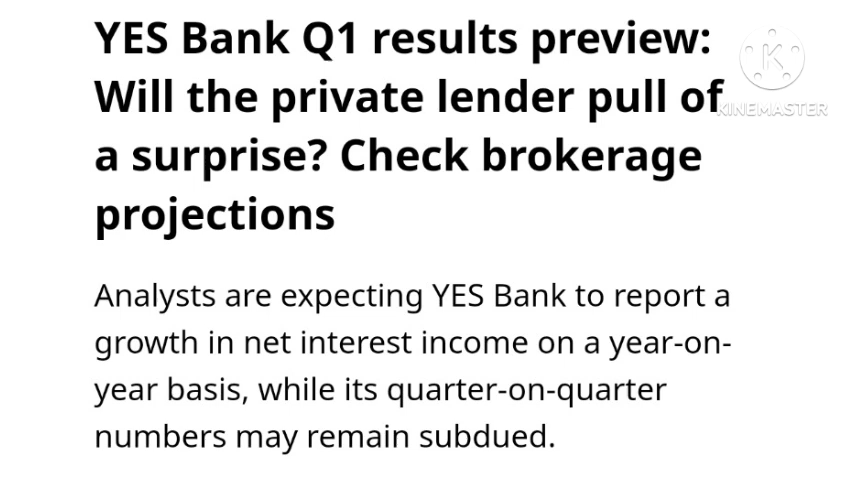 YES Bank Q1 results preview:
Will the private lender pull of
a surprise? Check brokerage
projections
KINEMASTER
Analysts are expecting YES Bank to report a
growth in net interest income on a year-on-
year basis, while its quarter-on-quarter
numbers may remain subdued.